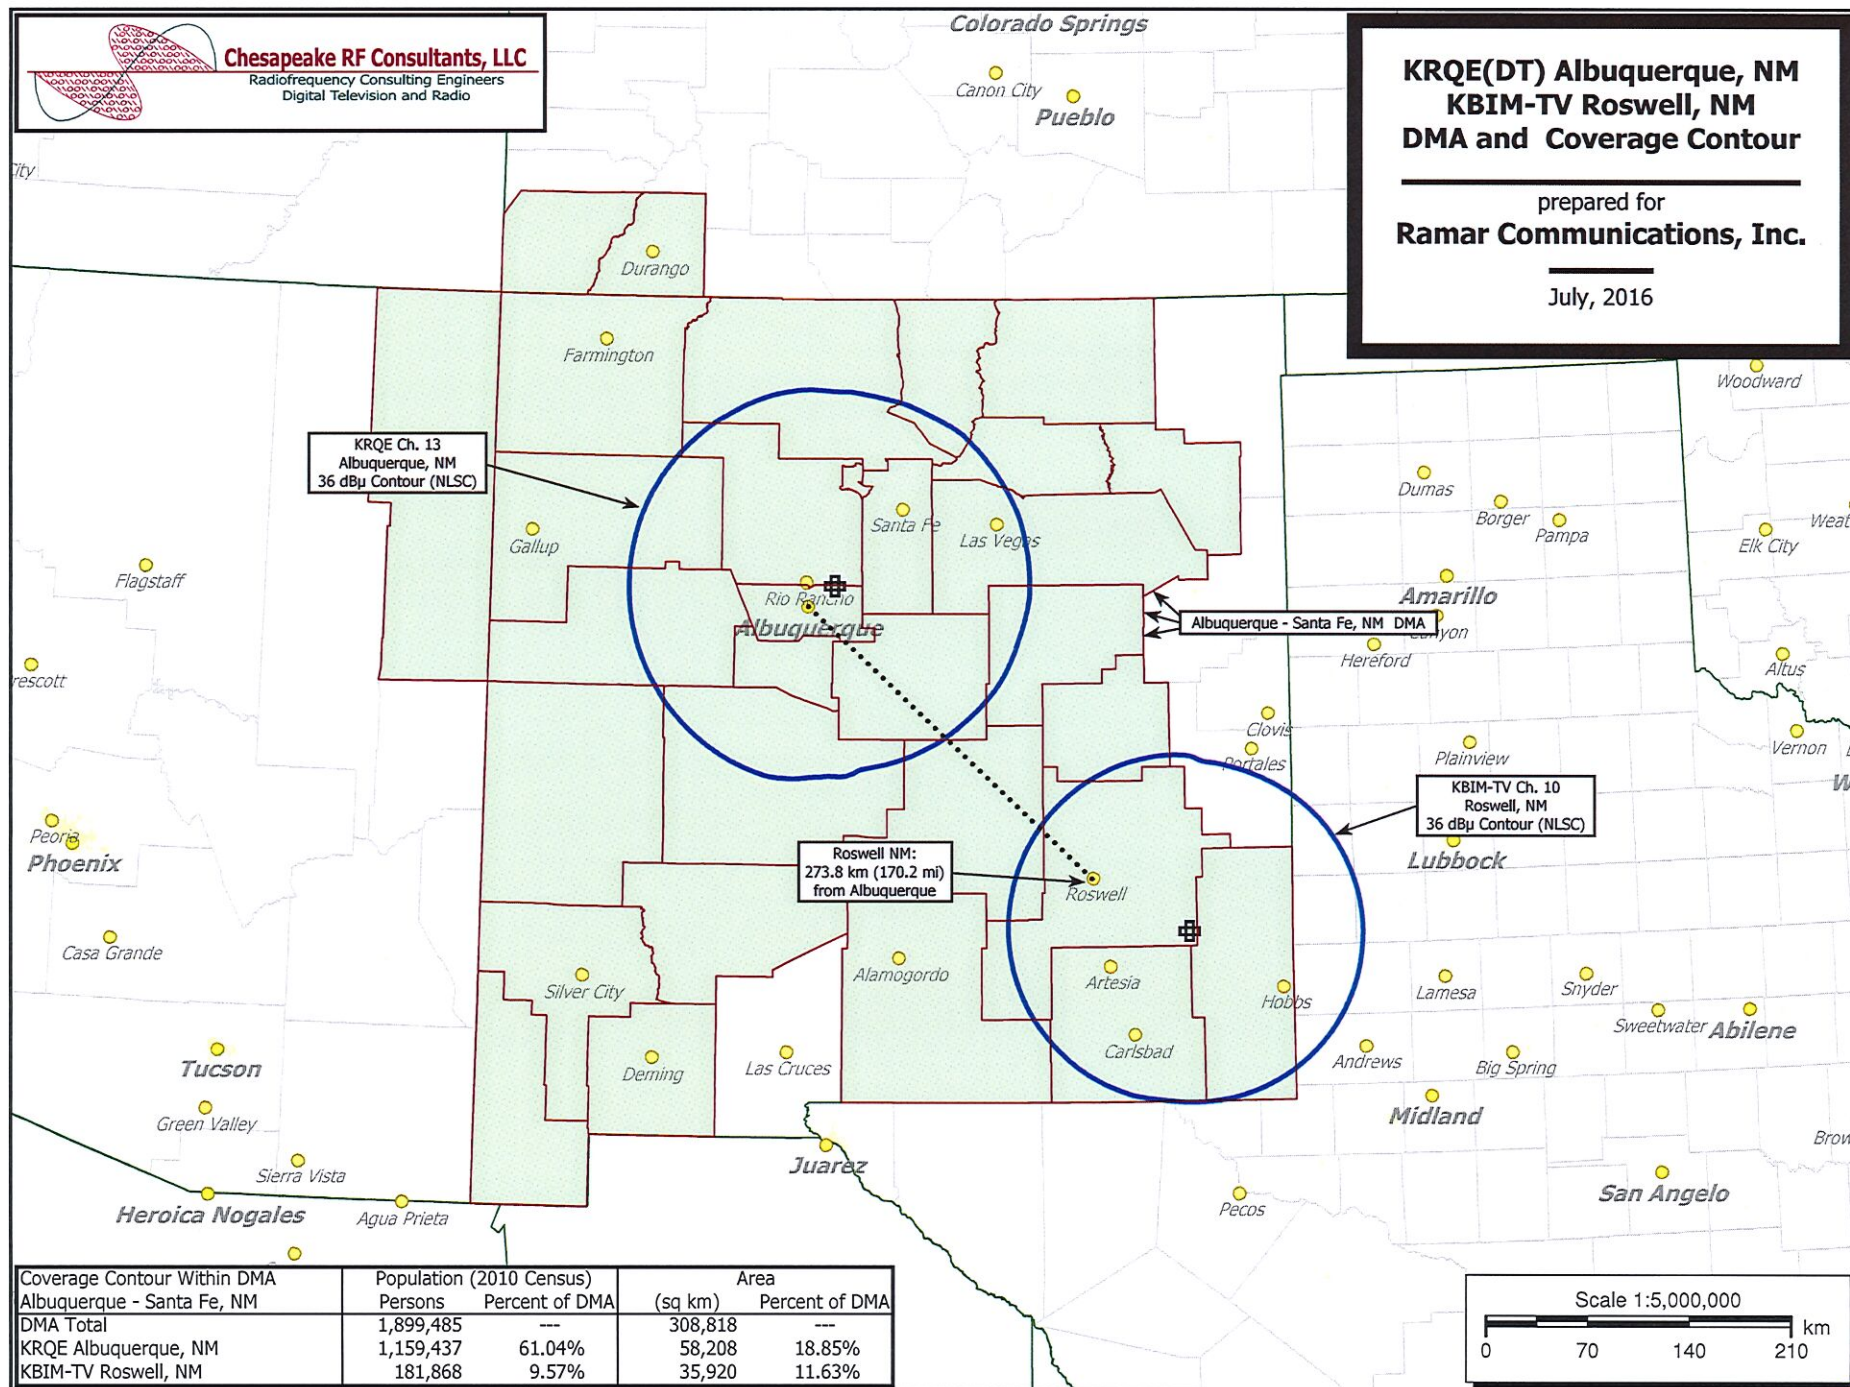 Chesapeake RF Consultants, LLC
Radiofrequency Consulting Engineers
Digital Television and Radio
KRQE(DT) Albuquerque, NM
KBIM-TV Roswell, NM
DMA and Coverage Contour
prepared for
Ramar Communications, Inc.
July, 2016
Colorado Springs
Canon City
Pueblo
Durango
Farmington
Woodward
KRQE Ch. 13
Albuquerque, NM
36 dBµ Contour (NLSC)
Dumas
Borger
Pampa
Elk City
Gallup
Santa Fe
Las Vegas
Flagstaff
Rio Rancho
Albuquerque
Amarillo
Albuquerque - Santa Fe, NM DMA
Hereford
Altus
Clovis
Portales
Plainview
Vernon
KBIM-TV Ch. 10
Roswell, NM
36 dBµ Contour (NLSC)
Peoria
Phoenix
Lubbock
Roswell NM:
273.8 km (170.2 mi)
from Albuquerque
Roswell
Casa Grande
Silver City
Alamogordo
Artesia
Hobbs
Lamesa
Snyder
Sweetwater
Abilene
Tucson
Deming
Las Cruces
Carlsbad
Andrews
Big Spring
Green Valley
Midland
Sierra Vista
Juarez
Heroica Nogales
Agua Prieta
Pecos
San Angelo
Coverage Contour Within DMA Population (2010 Census) Area
Albuquerque - Santa Fe, NM Persons Percent of DMA (sq km) Percent of DMA
DMA Total 1,899,485 --- 308,818 ---
KRQE Albuquerque, NM 1,159,437 61.04% 58,208 18.85%
KBIM-TV Roswell, NM 181,868 9.57% 35,920 11.63%
Scale 1:5,000,000
km
0 70 140 210